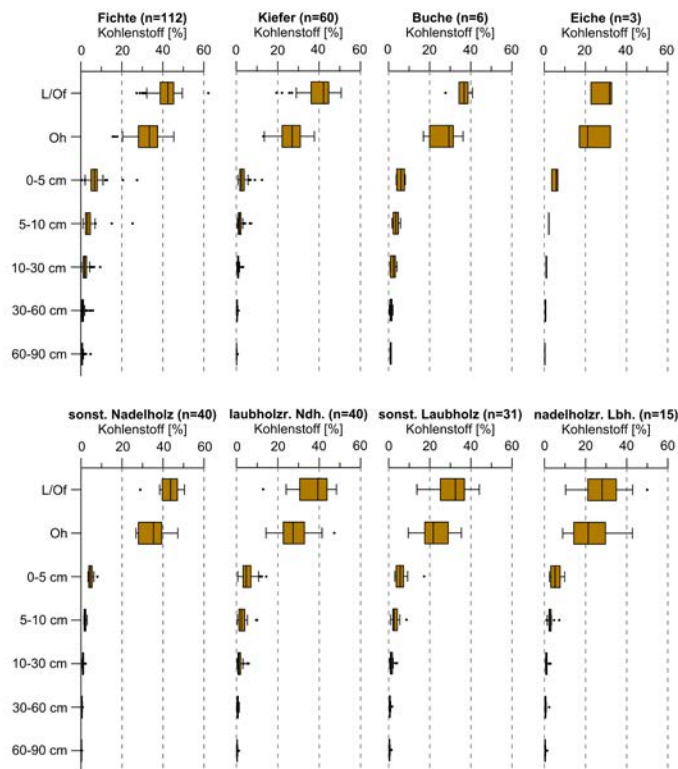 Fichte (n=112) Kiefer (n=60) Buche (n=6) Eiche (n=3)
Kohlenstoff [%] Kohlenstoff [%] Kohlenstoff [%] Kohlenstoff [%]
0 20 40 60 0 20 40 60 0 20 40 60 0 20 40 60
L/Of
Oh
0-5 cm
5-10 cm
10-30 cm
30-60 cm
60-90 cm
sonst. Nadelholz (n=40) laubholzr. Ndh. (n=40) sonst. Laubholz (n=31) nadelholzr. Lbh. (n=15)
Kohlenstoff [%] Kohlenstoff [%] Kohlenstoff [%] Kohlenstoff [%]
0 20 40 60 0 20 40 60 0 20 40 60 0 20 40 60
L/Of
Oh
0-5 cm
5-10 cm
10-30 cm
30-60 cm
60-90 cm